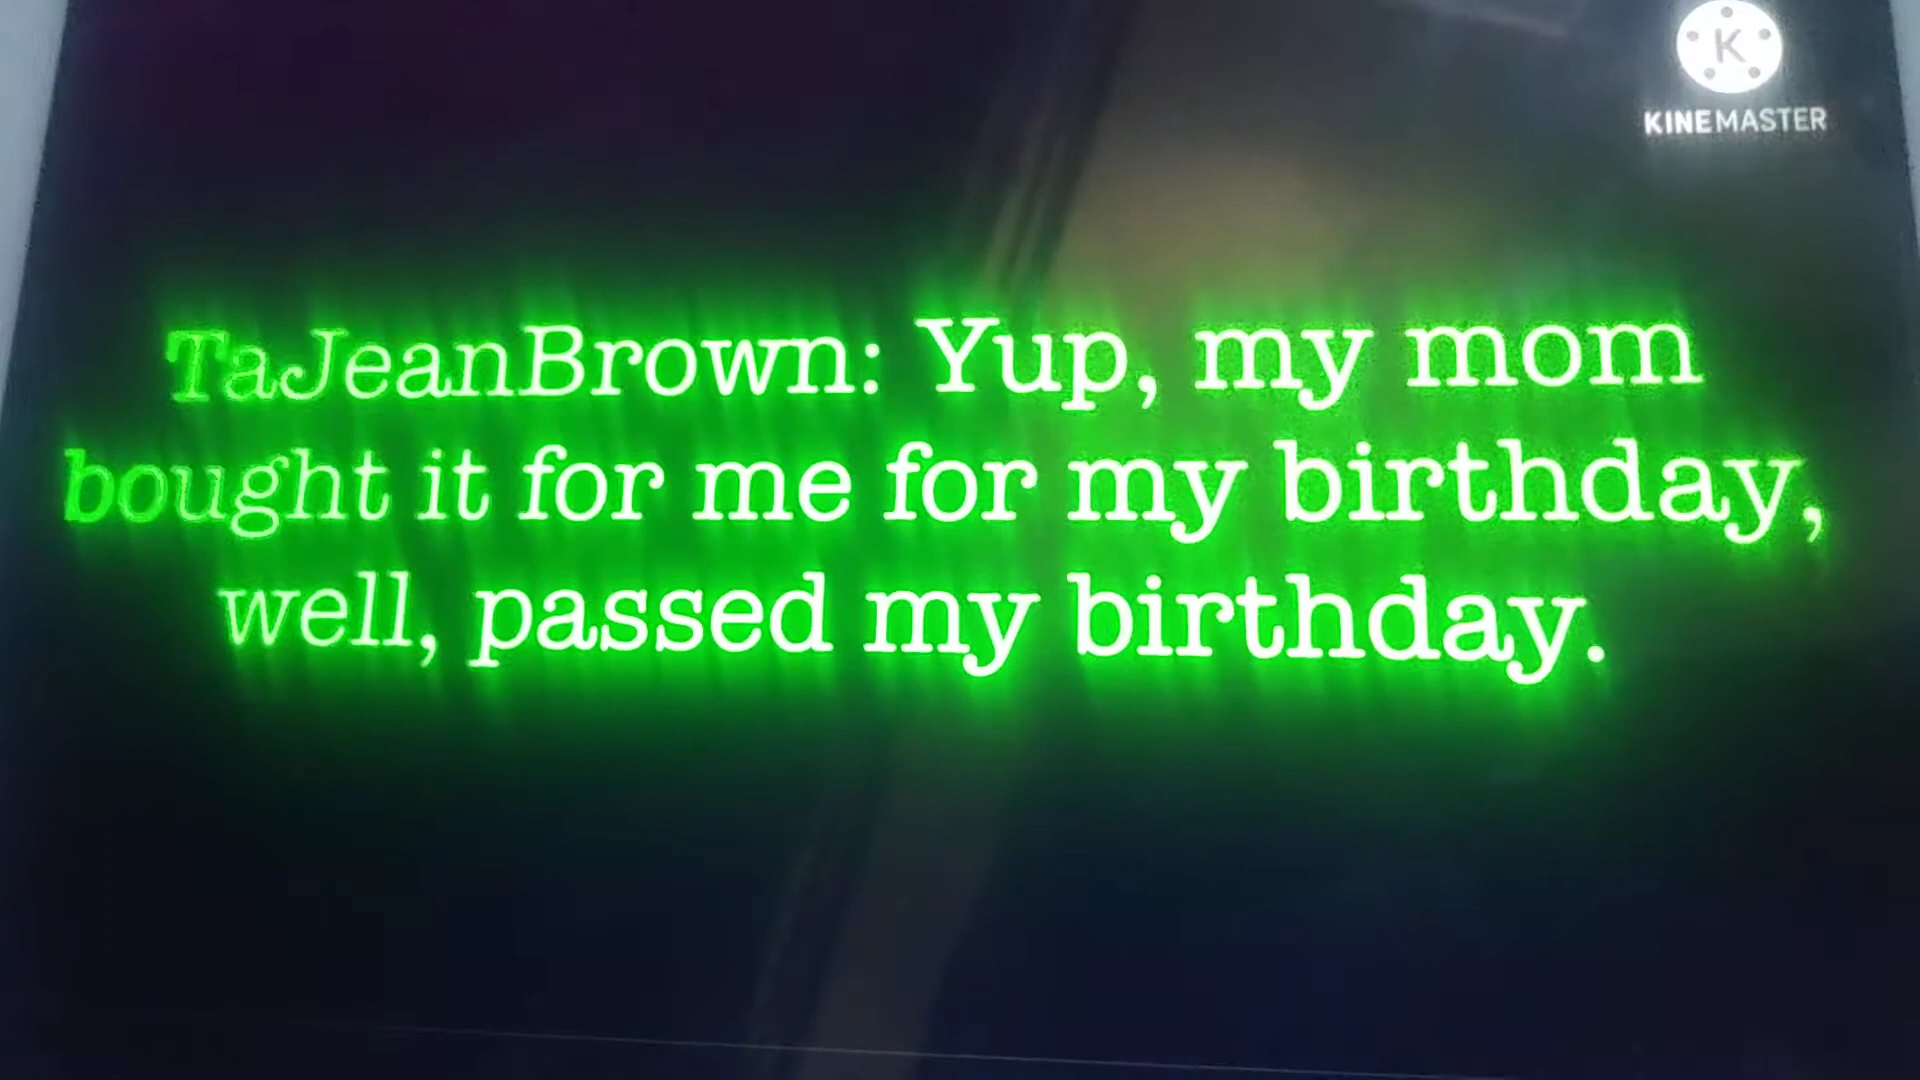 K
KINEMASTER
TaJeanBrown: Yup, my mom
bought it for me for my birthday,
well, passed my birthday.